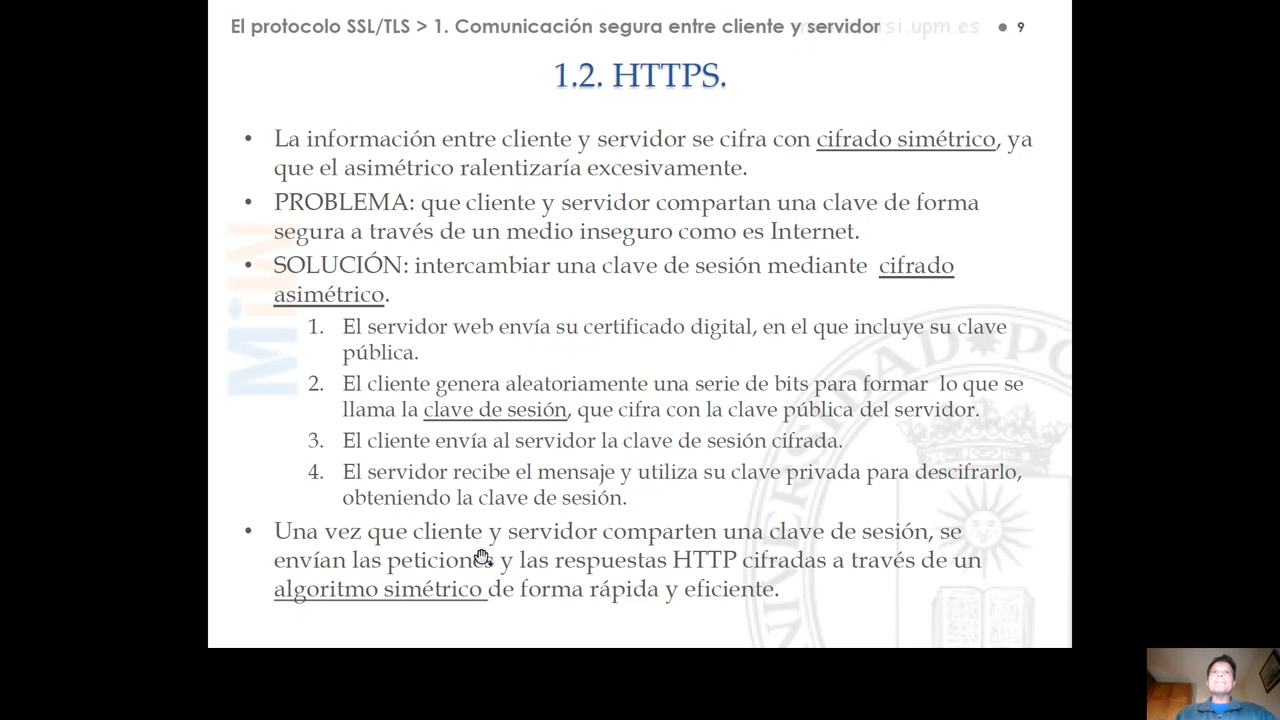 El protocolo SSL/TLS > 1. Comunicación segura entre cliente y servidor
• 9
1.2. HTTPS.
• La información entre cliente y servidor se cifra con cifrado simétrico, ya
que el asimétrico ralentizaría excesivamente.
• PROBLEMA: que cliente y servidor compartan una clave de forma
segura a través de un medio inseguro como es Internet.
• SOLUCIÓN: intercambiar una clave de sesión mediante cifrado
asimétrico.
1. El servidor web envía su certificado digital, en el que incluye su clave
pública.
2. El cliente genera aleatoriamente una serie de bits para formar lo que se
llama la clave de sesión, que cifra con la clave pública del servidor.
3. El cliente envía al servidor la clave de sesión cifrada.
4. El servidor recibe el mensaje y utiliza su clave privada para descifrarlo,
obteniendo la clave de sesión.
• Una vez que cliente y servidor comparten una clave de sesión, se
envían las peticiones y las respuestas HTTP cifradas a través de un
algoritmo simétrico de forma rápida y eficiente.